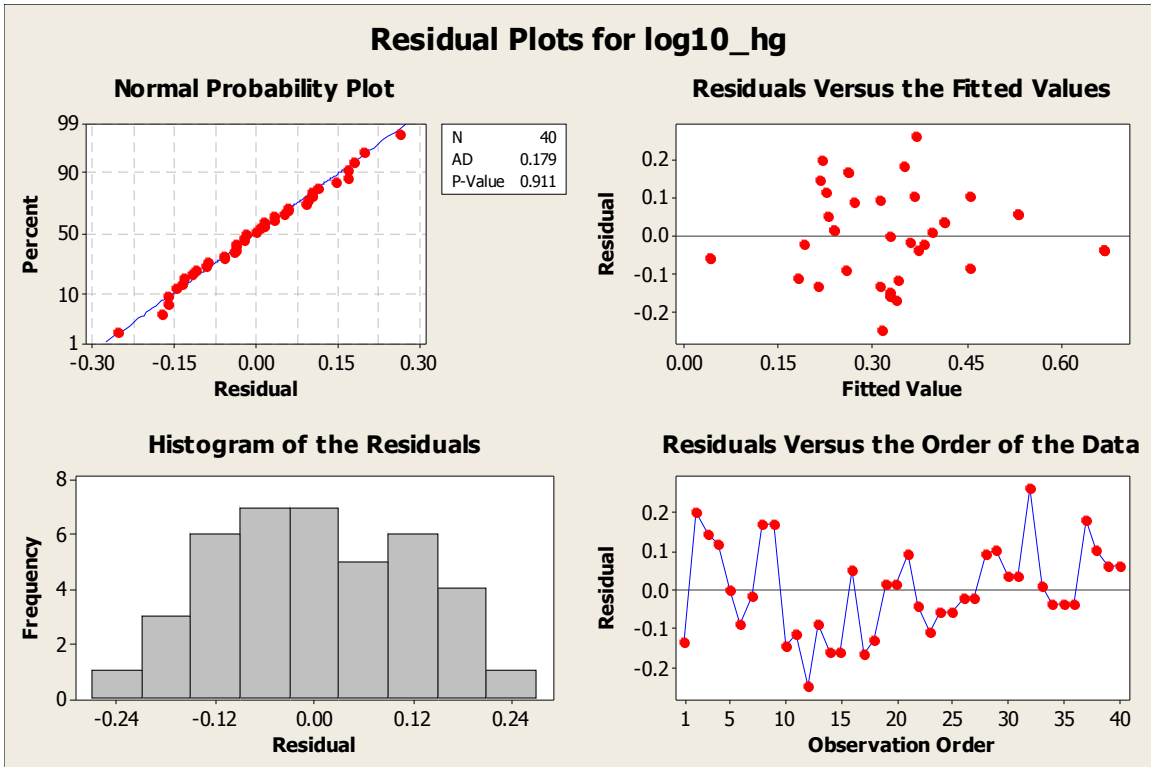 Residual Plots for log10_hg
Normal Probability Plot
99
90
50
10
1
Percent
-0.30 -0.15 0.00 0.15 0.30
Residual
N 40
AD 0.179
P-Value 0.911
Residuals Versus the Fitted Values
0.2
0.1
0.0
-0.1
-0.2
Residual
0.00 0.15 0.30 0.45 0.60
Fitted Value
Histogram of the Residuals
8
6
4
2
0
Frequency
-0.24 -0.12 0.00 0.12 0.24
Residual
Residuals Versus the Order of the Data
0.2
0.1
0.0
-0.1
-0.2
Residual
1 5 10 15 20 25 30 35 40
Observation Order